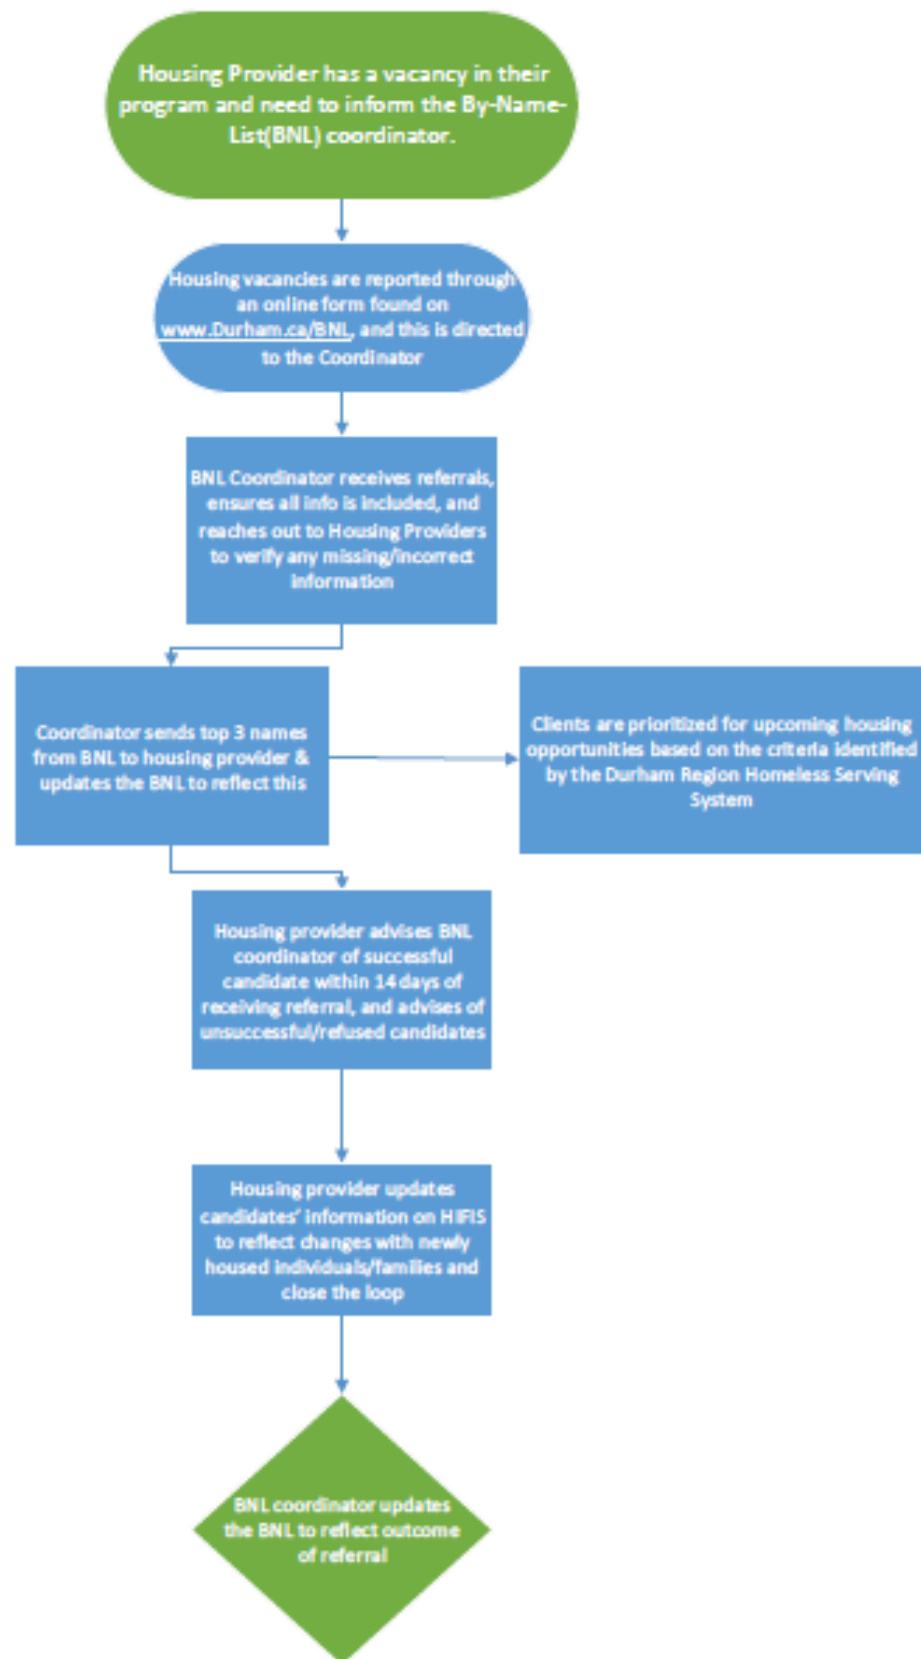 Housing Provider has a vacancy in their
program and need to inform the By-Name-
List(BNL) coordinator.
Housing vacancies are reported through
an online form found on
www.Durham.ca/BNL, and this is directed
to the Coordinator
BNL Coordinator receives referrals,
ensures all info is included, and
reaches out to Housing Providers
to verify any missing/incorrect
information
Coordinator sends top 3 names
from BNL to housing provider &
updates the BNL to reflect this
Clients are prioritized for upcoming housing
opportunities based on the criteria identified
by the Durham Region Homeless Serving
System
Housing provider advises BNL
coordinator of successful
candidate within 14 days of
receiving referral, and advises of
unsuccessful/refused candidates
Housing provider updates
candidates’ information on HIFIS
to reflect changes with newly
housed individuals/families and
close the loop
BNL coordinator updates
the BNL to reflect outcome
of referral